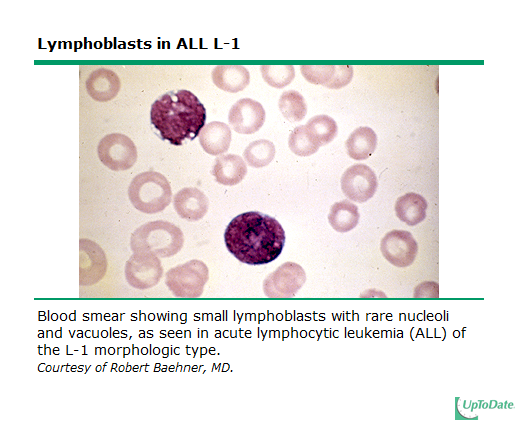 Lymphoblasts in ALL L-1
Blood smear showing small lymphoblasts with rare nucleoli
and vacuoles, as seen in acute lymphocytic leukemia (ALL) of
the L-1 morphologic type.
Courtesy of Robert Baehner, MD.
UpToDate